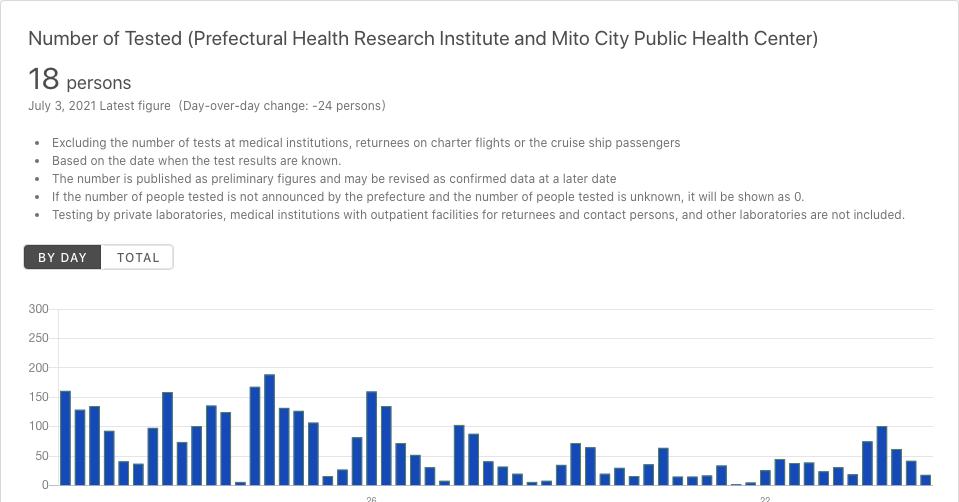 Number of Tested (Prefectural Health Research Institute and Mito City Public Health Center)
18 persons
July 3, 2021 Latest figure (Day-over-day change: -24 persons)
• Excluding the number of tests at medical institutions, returnees on charter flights or the cruise ship passengers
• Based on the date when the test results are known.
• The number is published as preliminary figures and may be revised as confirmed data at a later date
• If the number of people tested is not announced by the prefecture and the number of people tested is unknown, it will be shown as 0.
• Testing by private laboratories, medical institutions with outpatient facilities for returnees and contact persons, and other laboratories are not included.
BY DAY TOTAL
300
250
200
150
100
50
0
26 22